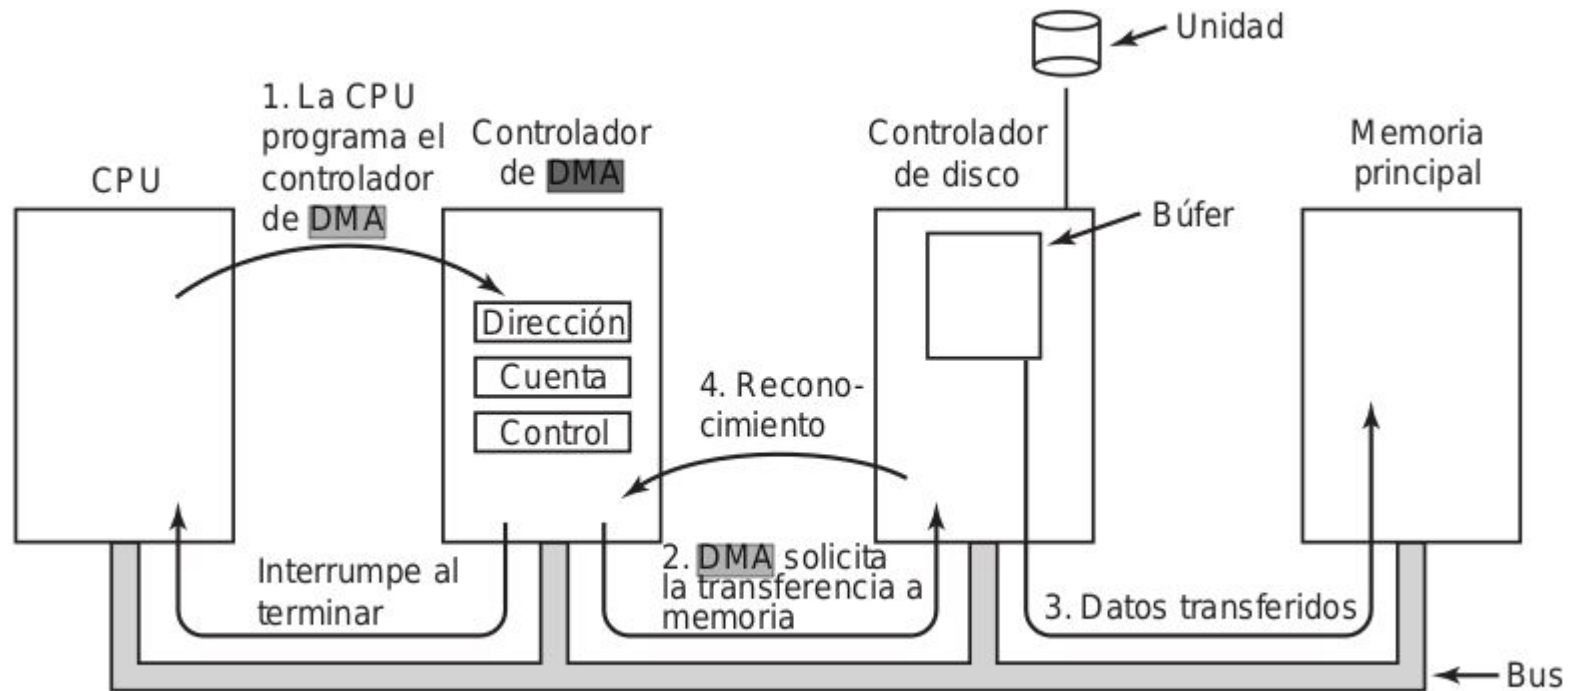 Unidad
1. La CPU
programa el
controlador
de DMA
CPU
Controlador
de DMA
Controlador
de disco
Memoria
principal
Búfer
Dirección
Cuenta
Control
4. Recono-
cimiento
Interrumpe al
terminar
2. DMA solicita
la transferencia a
memoria
3. Datos transferidos
Bus